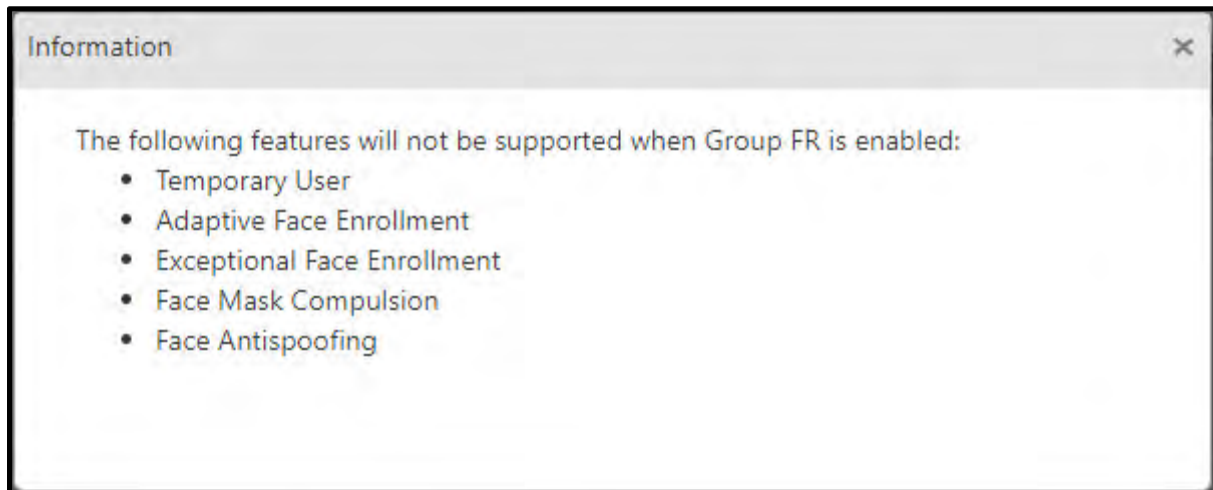 Information
The following features will not be supported when Group FR is enabled:
• Temporary User
• Adaptive Face Enrollment
• Exceptional Face Enrollment
• Face Mask Compulsion
• Face Antispoofing